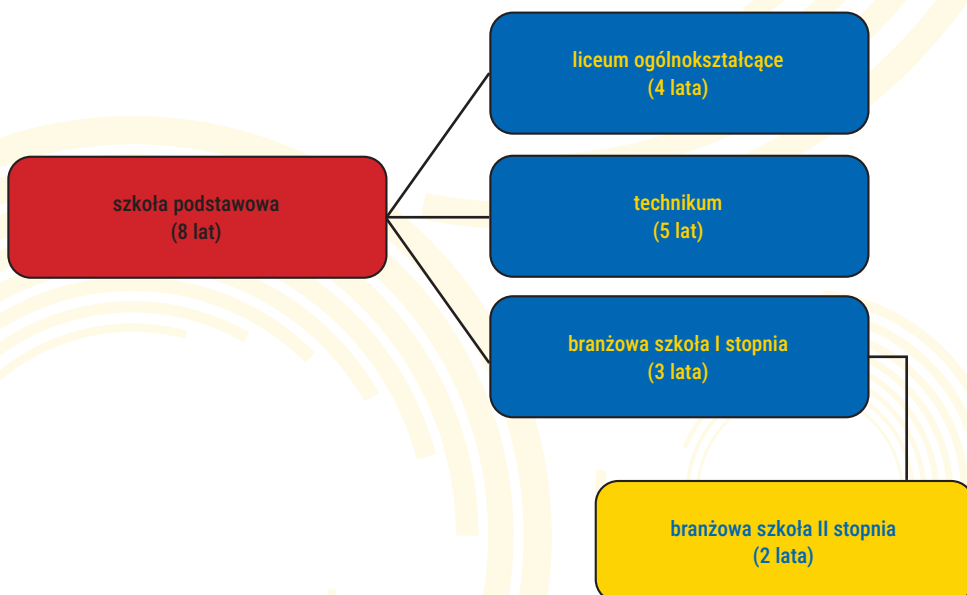 liceum ogólnokształcące
(4 lata)
szkoła podstawowa
(8 lat)
technikum
(5 lat)
branżowa szkoła I stopnia
(3 lata)
branżowa szkoła II stopnia
(2 lata)